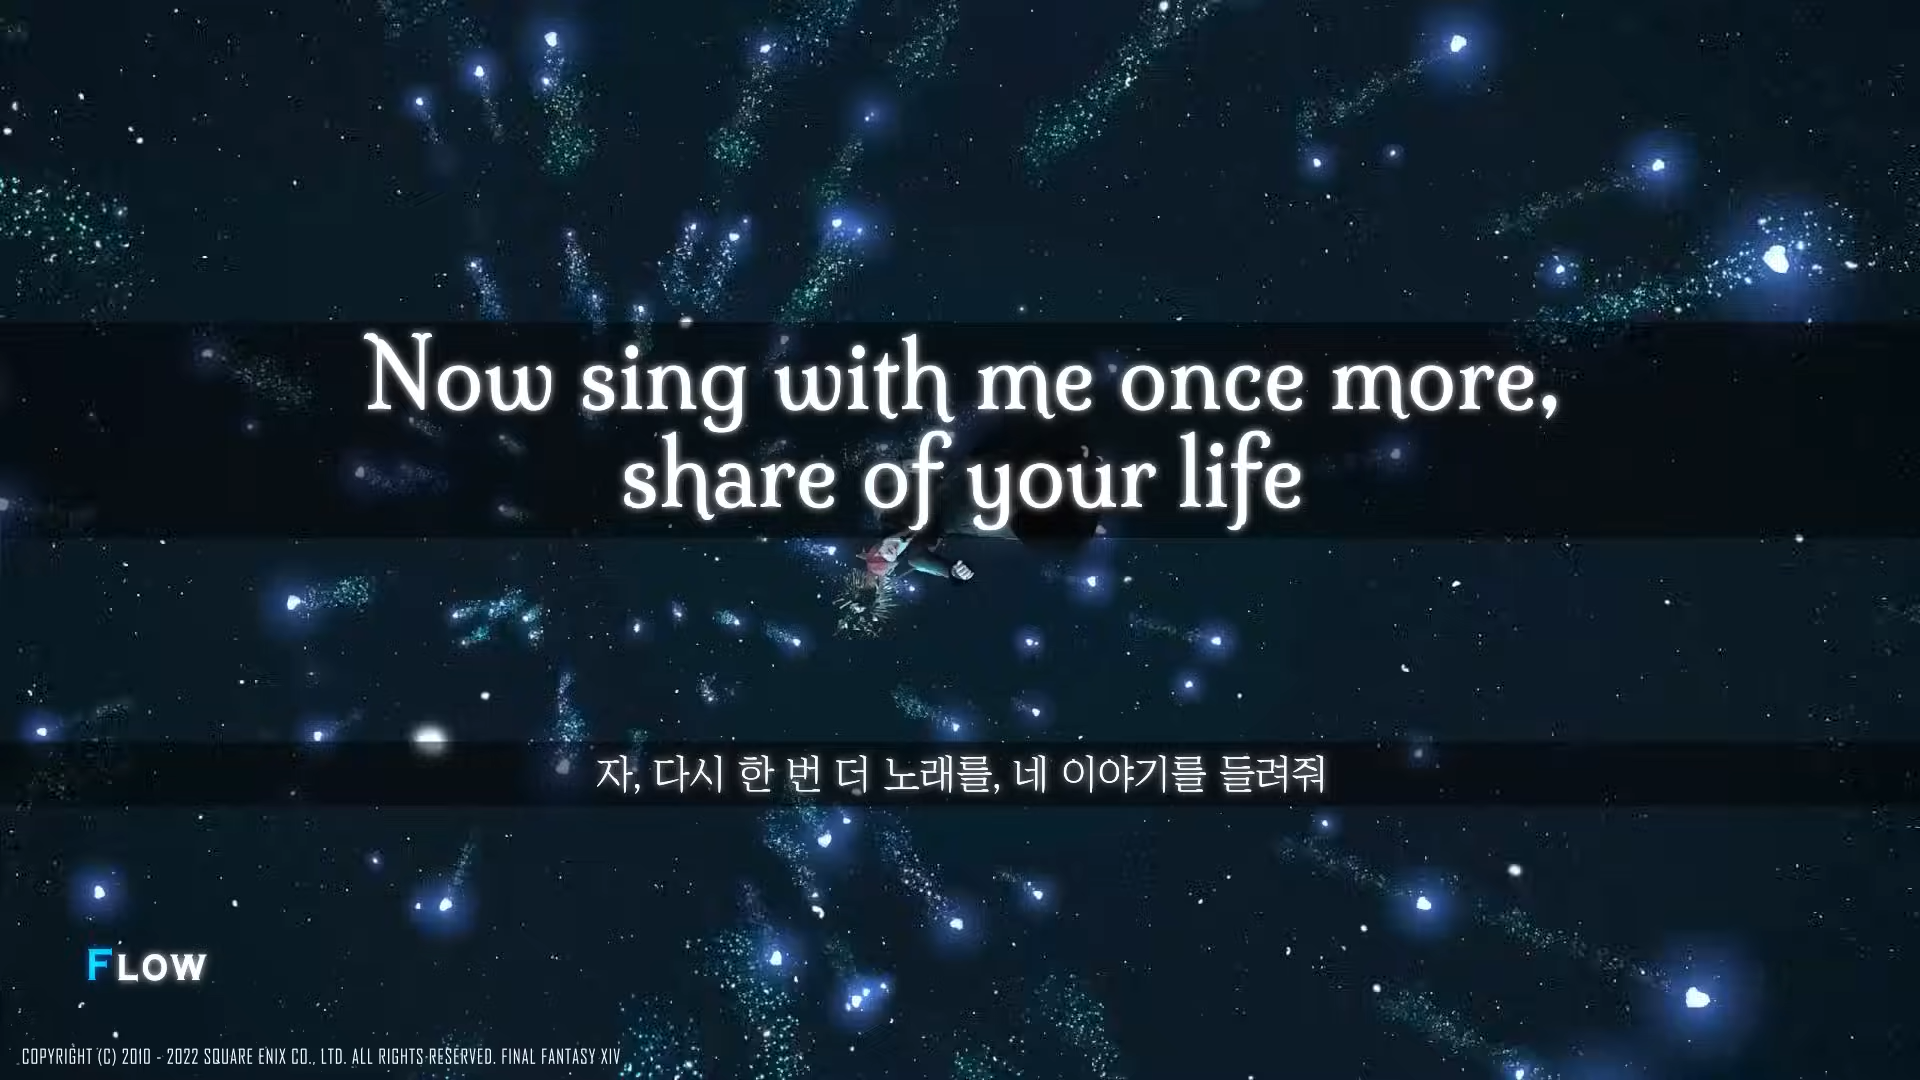 Now sing with me once more,
share of your life
자, 다시 한 번 더 노래를, 네 이야기를 들려줘
FLOW
COPYRIGHT (C) 2010 - 2022 SQUARE ENIX CO., LTD. ALL RIGHTS RESERVED. FINAL FANTASY XIV